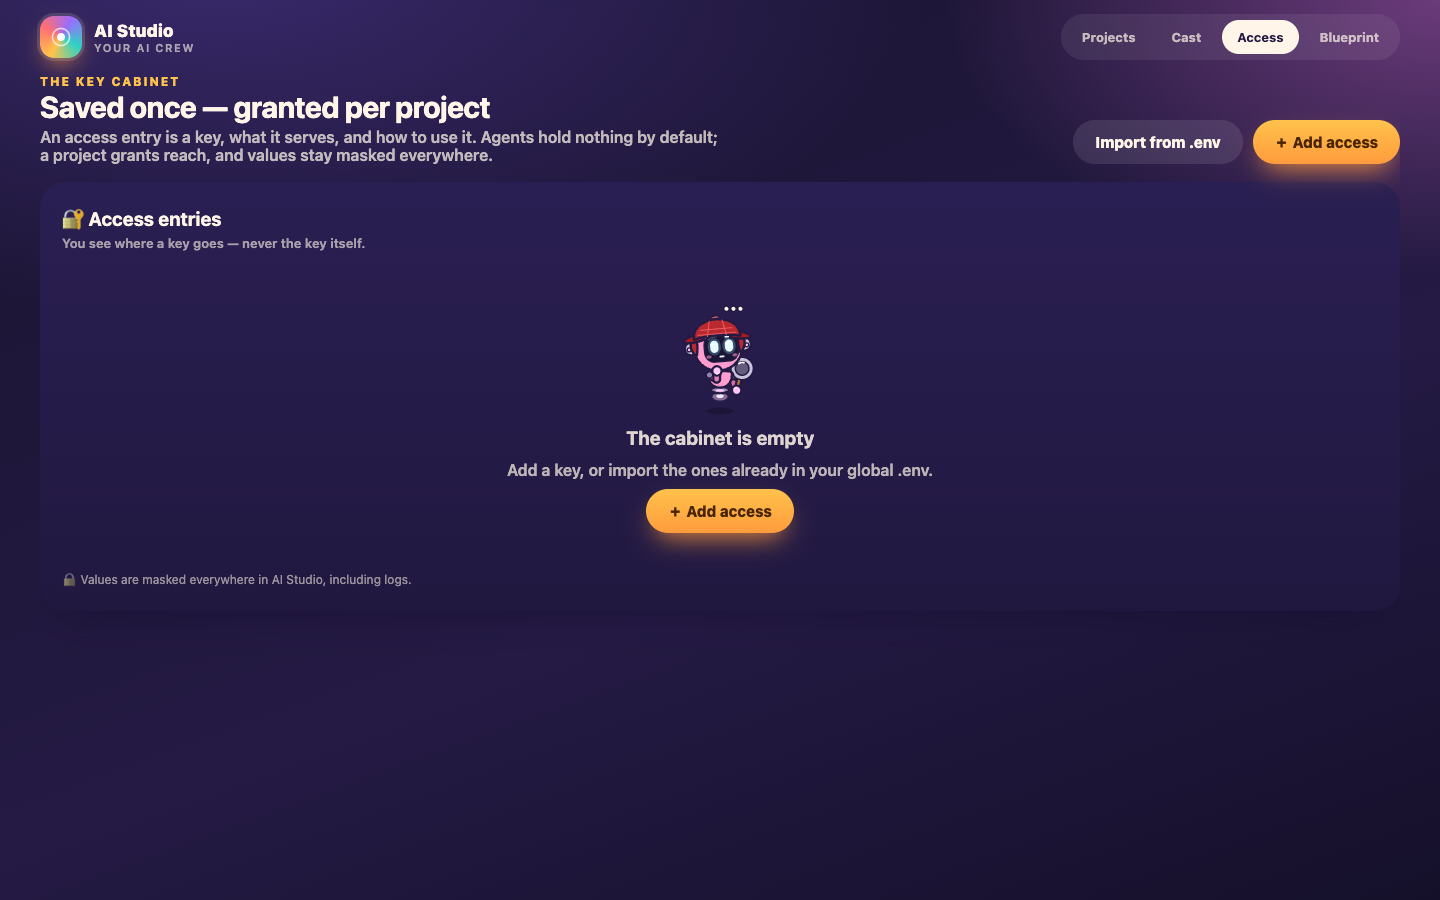 AI Studio
YOUR AI CREW
Projects
Cast
Access
Blueprint
THE KEY CABINET
Saved once — granted per project
An access entry is a key, what it serves, and how to use it. Agents hold nothing by default;
a project grants reach, and values stay masked everywhere.
Import from .env
+ Add access
🔐 Access entries
You see where a key goes — never the key itself.
The cabinet is empty
Add a key, or import the ones already in your global .env.
+ Add access
🔒 Values are masked everywhere in AI Studio, including logs.